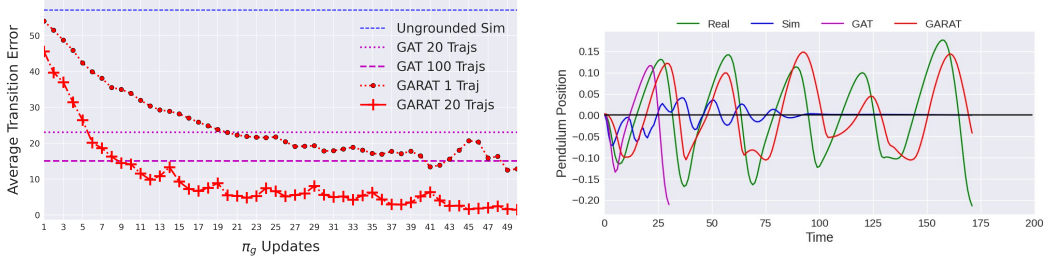 Ungrounded Sim
GAT 20 Trajs
GAT 100 Trajs
GARAT 1 Traj
GARAT 20 Trajs
Average Transition Error
50
40
30
20
10
0
1 3 5 7 9 11 13 15 17 19 21 23 25 27 29 31 33 35 37 39 41 43 45 47 49
π_g Updates
Real Sim GAT GARAT
Pendulum Position
0.15
0.10
0.05
0.00
−0.05
−0.10
−0.15
−0.20
0 25 50 75 100 125 150 175 200
Time